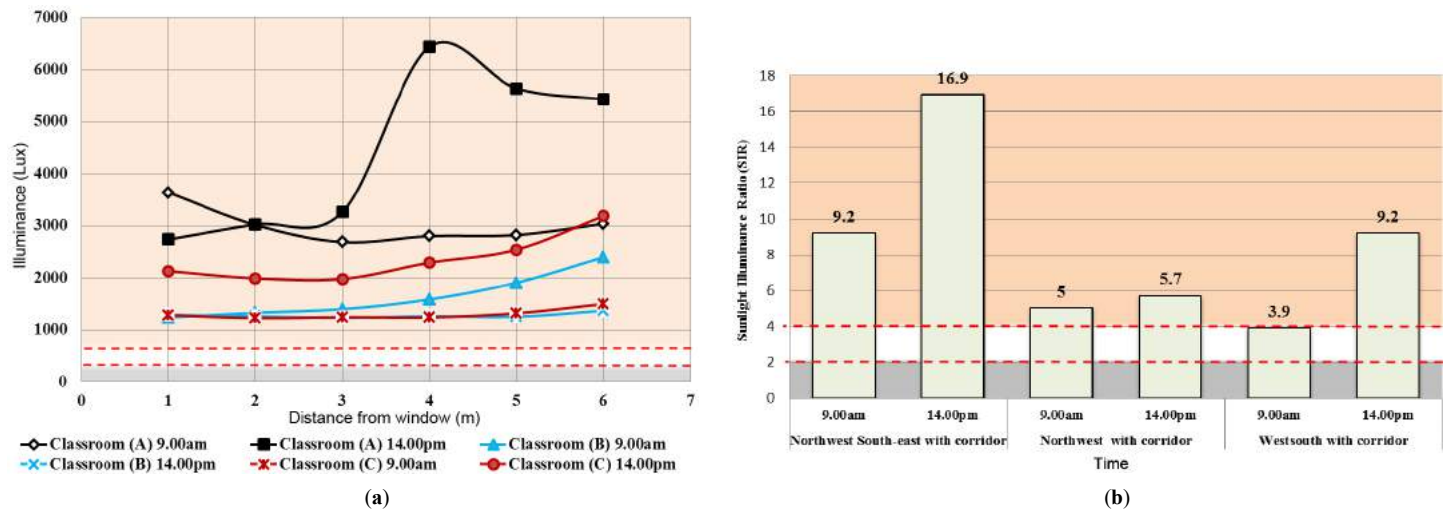 7000
6000
5000
4000
3000
2000
1000
0
Illuminance (Lux)
0 1 2 3 4 5 6 7
Distance from window (m)
Classroom (A) 9.00am Classroom (A) 14.00pm Classroom (B) 9.00am
Classroom (B) 14.00pm Classroom (C) 9.00am Classroom (C) 14.00pm
(a)
18
16
14
12
10
8
6
4
2
0
Sunlight Illuminance Ratio (SIR)
9.2
16.9
5
5.7
3.9
9.2
9.00am 14.00pm 9.00am 14.00pm 9.00am 14.00pm
Northwest South-east with corridor Northwest with corridor Westsouth with corridor
Time
(b)